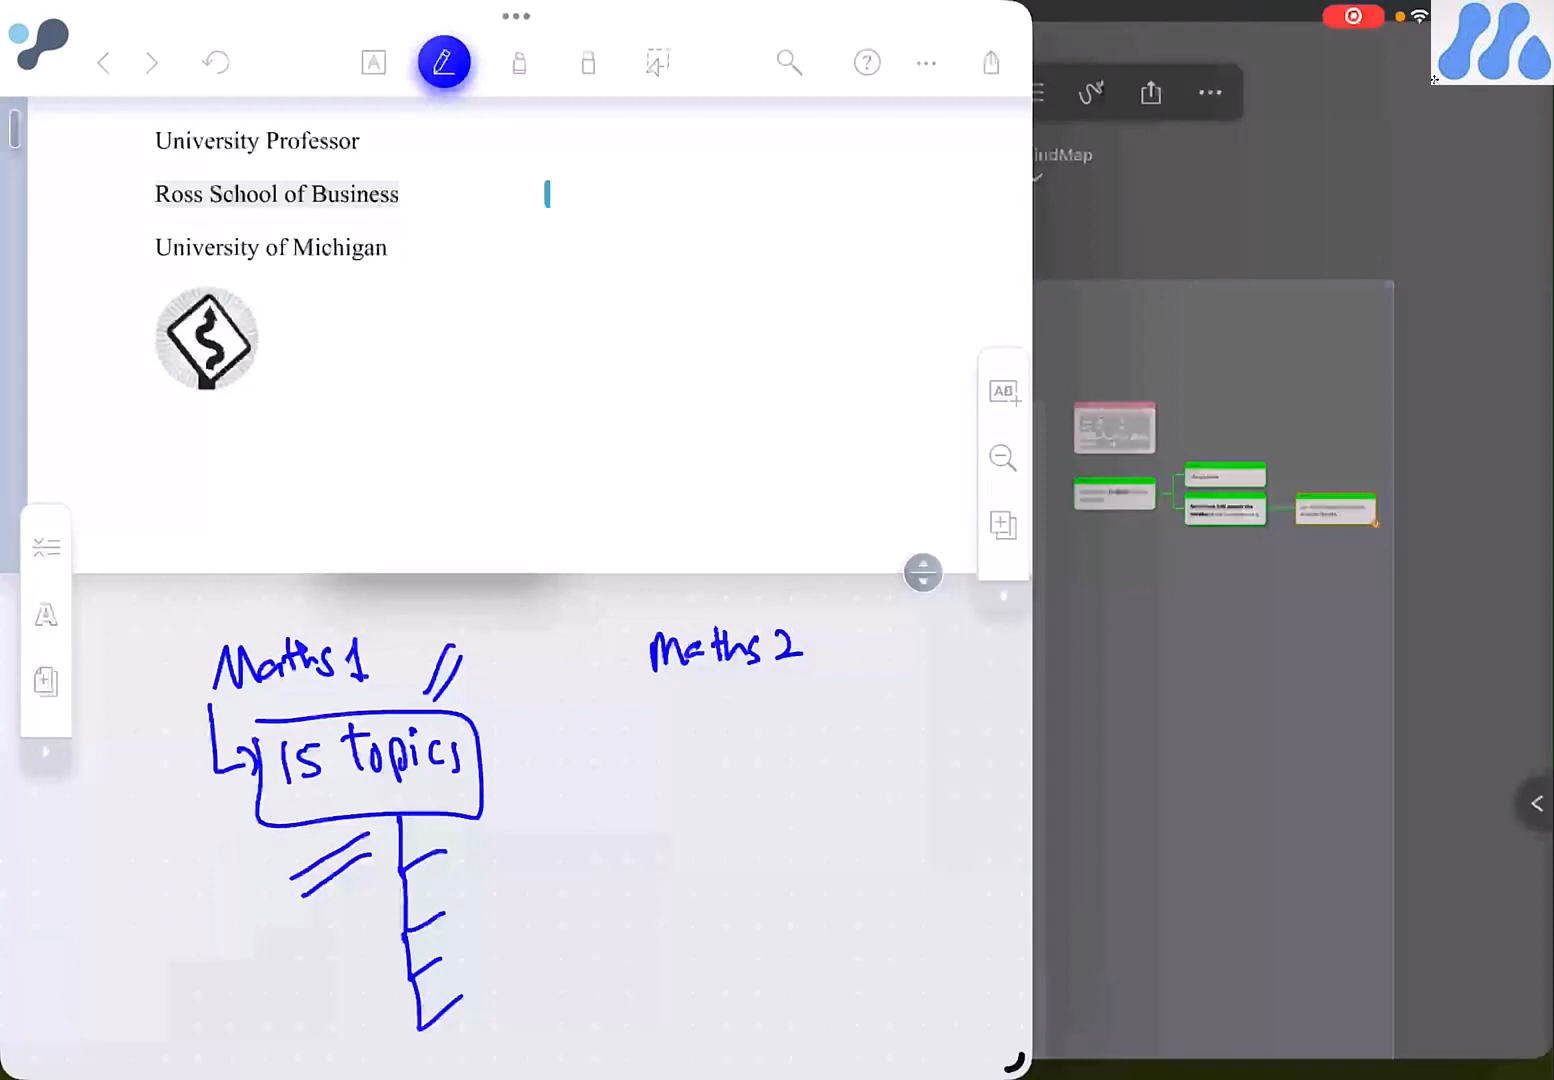 University Professor
Ross School of Business
University of Michigan
Maths 1
Maths 2
15 topics